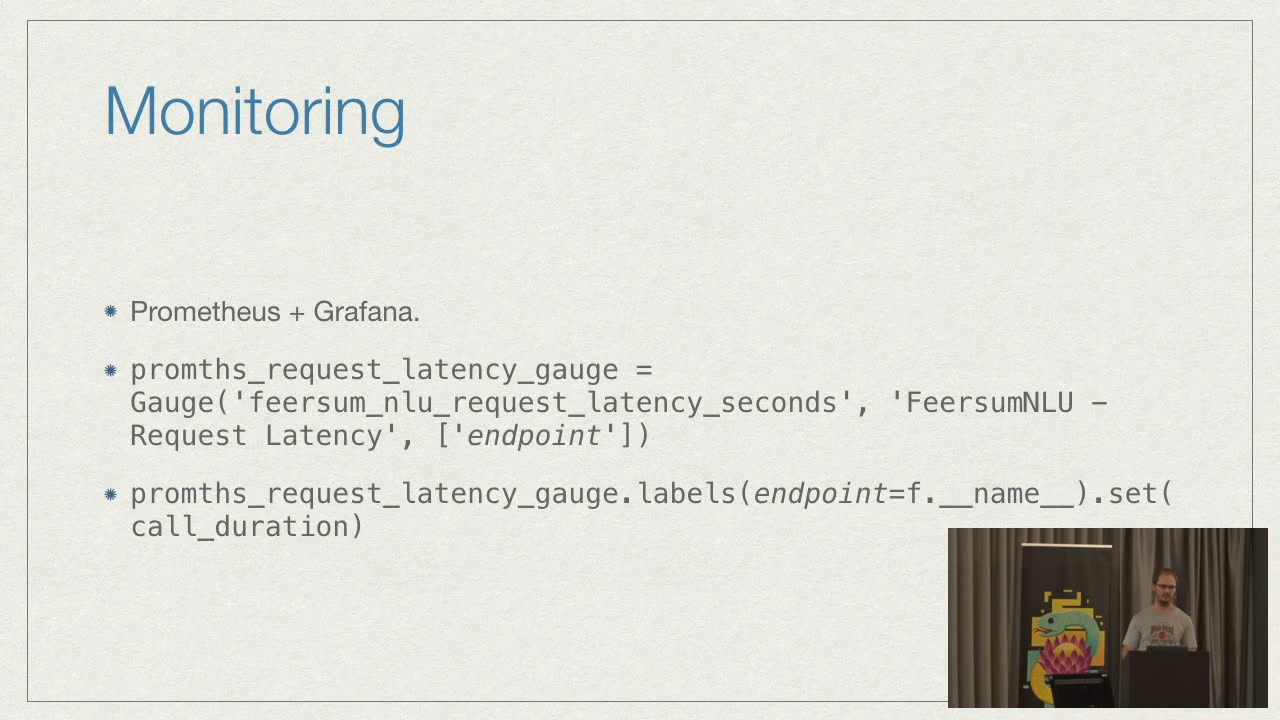 Monitoring
Prometheus + Grafana.
promths_request_latency_gauge =
Gauge('feersum_nlu_request_latency_seconds', 'FeersumNLU -
Request Latency', ['endpoint'])
promths_request_latency_gauge.labels(endpoint=f.__name__).set(
call_duration)